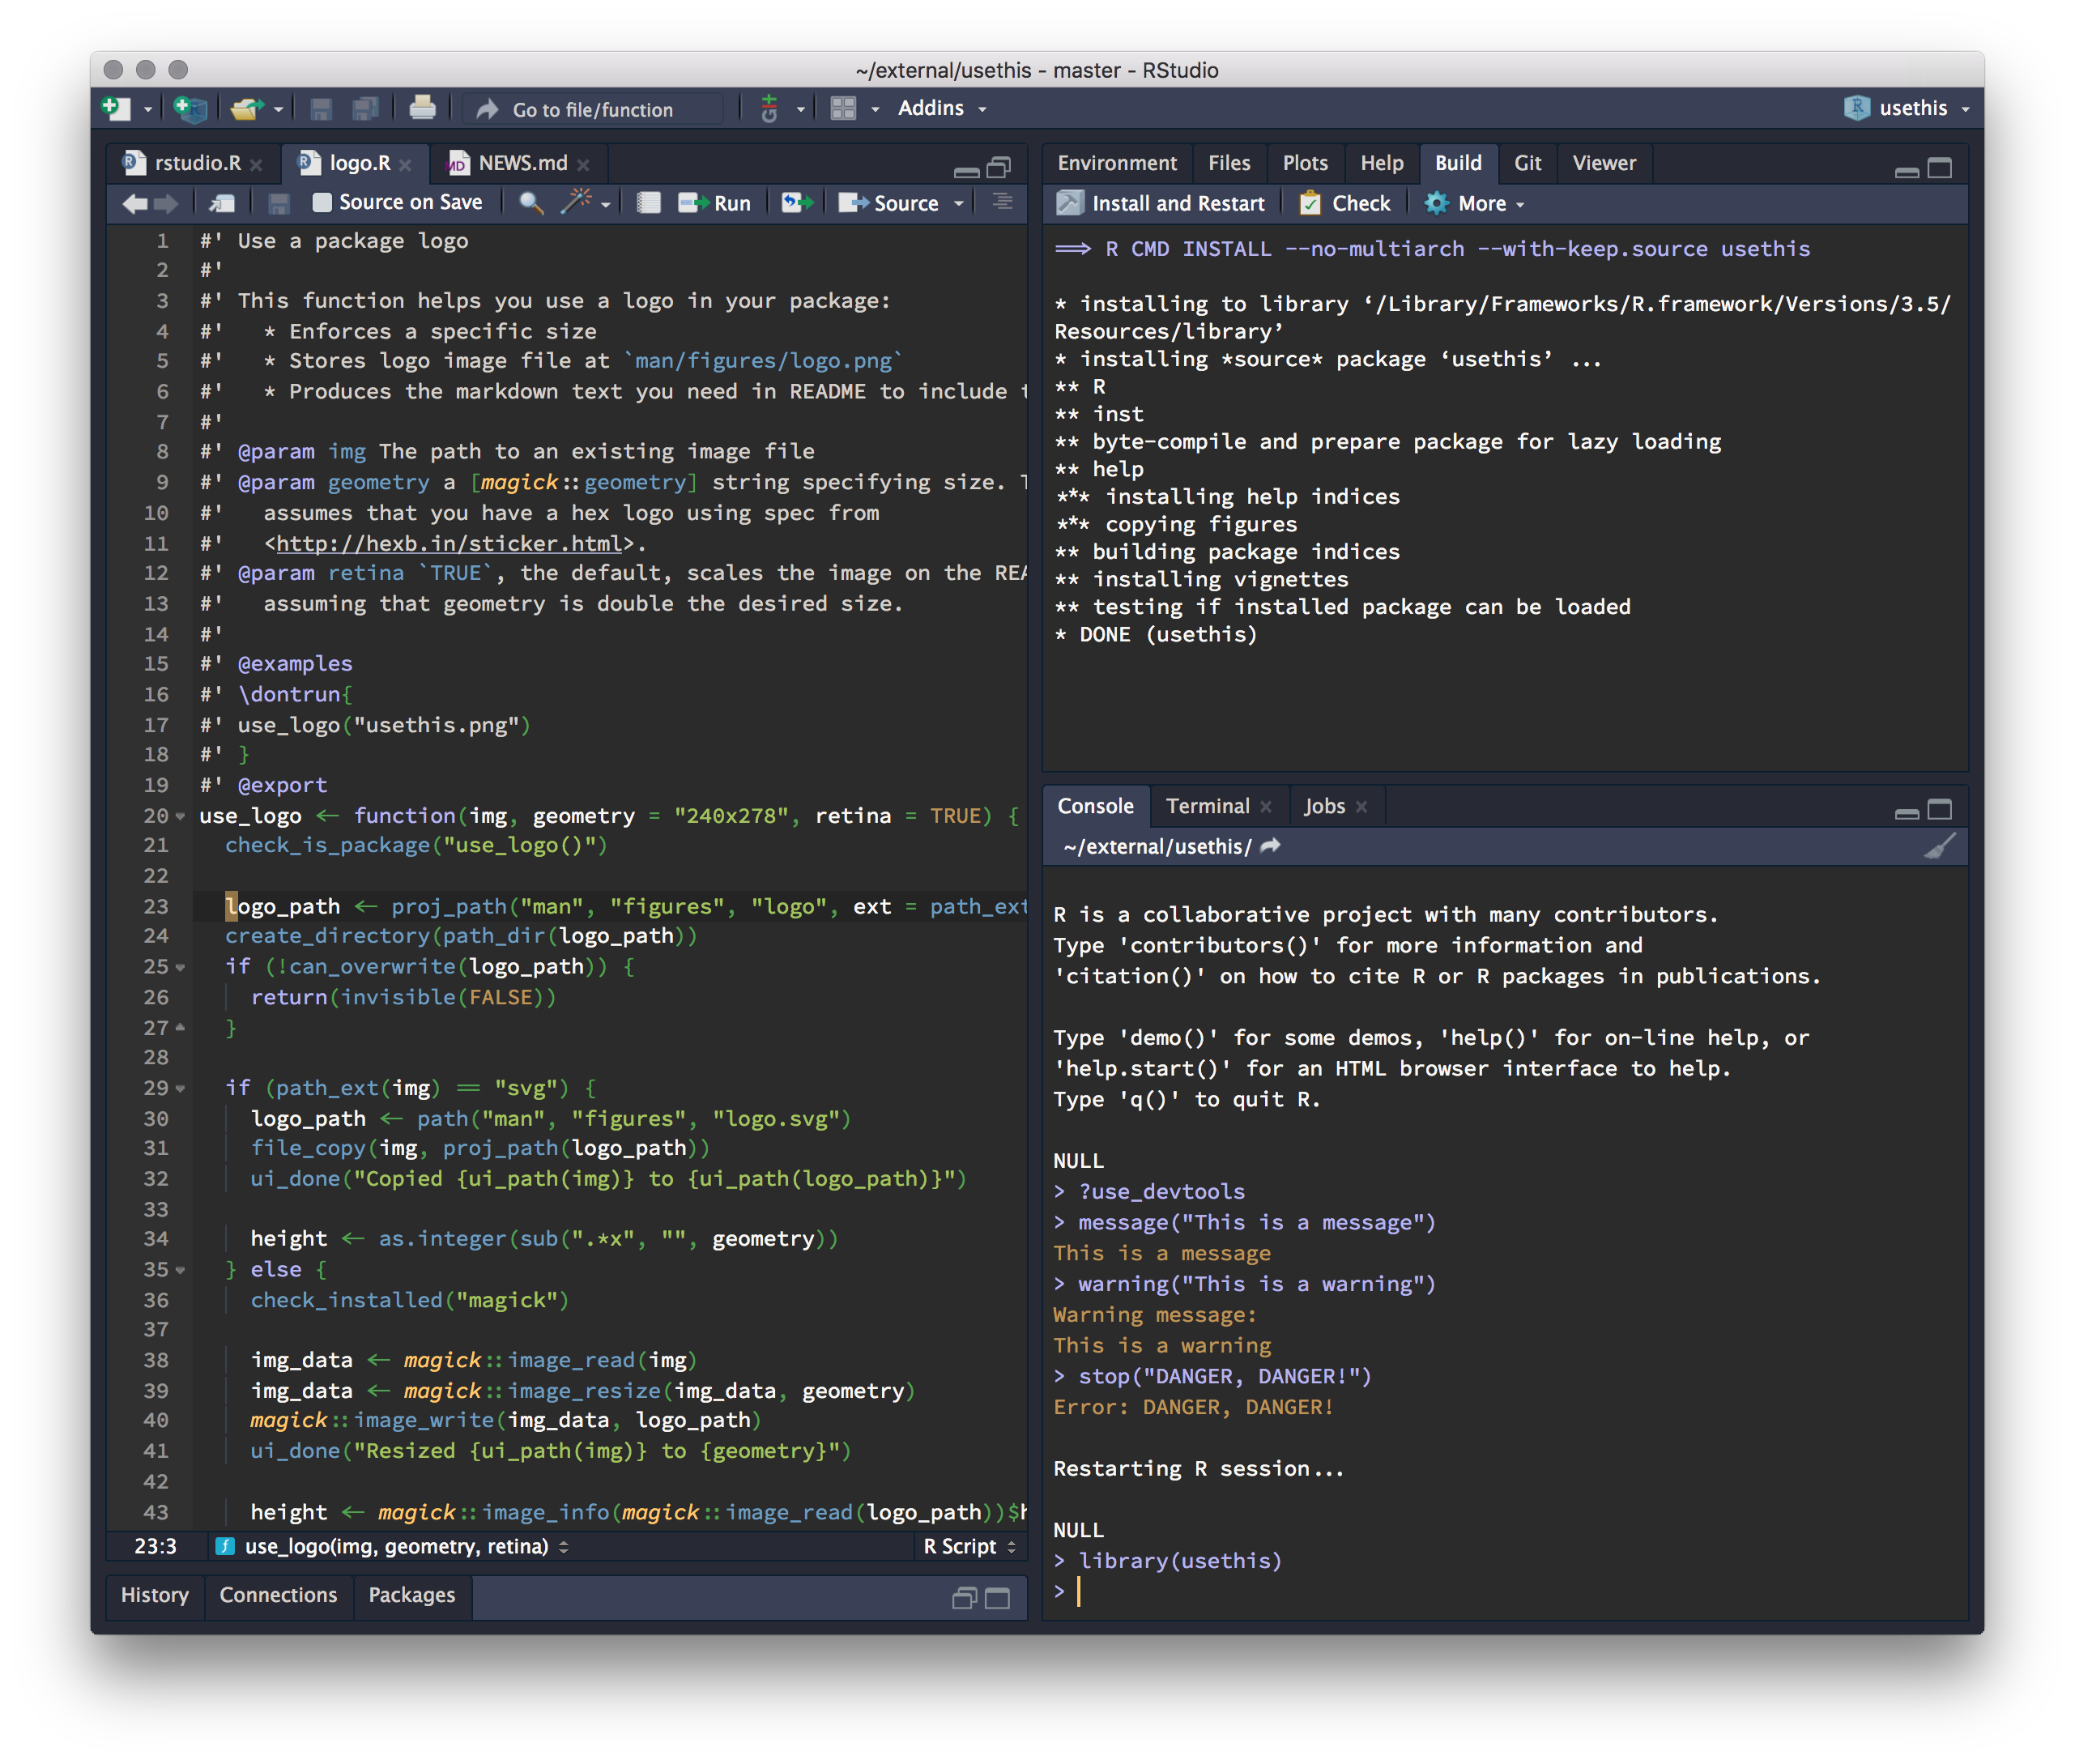 ~/external/usethis - master - RStudio
Go to file/function
Addins
usethis
rstudio.R
logo.R
NEWS.md
Source on Save
Run
Source
1 #' Use a package logo
2 #'
3 #' This function helps you use a logo in your package:
4 #'   * Enforces a specific size
5 #'   * Stores logo image file at `man/figures/logo.png`
6 #'   * Produces the markdown text you need in README to include
7 #'
8 #' @param img The path to an existing image file
9 #' @param geometry a [magick::geometry] string specifying size. T
10 #'   assumes that you have a hex logo using spec from
11 #'   <http://hexb.in/sticker.html>.
12 #' @param retina `TRUE`, the default, scales the image on the REA
13 #'   assuming that geometry is double the desired size.
14 #'
15 #' @examples
16 #' \dontrun{
17 #' use_logo("usethis.png")
18 #' }
19 #' @export
20 use_logo <- function(img, geometry = "240x278", retina = TRUE) {
21   check_is_package("use_logo()")
22
23   logo_path <- proj_path("man", "figures", "logo", ext = path_ext
24   create_directory(path_dir(logo_path))
25   if (!can_overwrite(logo_path)) {
26     return(invisible(FALSE))
27   }
28
29   if (path_ext(img) == "svg") {
30     logo_path <- path("man", "figures", "logo.svg")
31     file_copy(img, proj_path(logo_path))
32     ui_done("Copied {ui_path(img)} to {ui_path(logo_path)}")
33
34     height <- as.integer(sub(".*x", "", geometry))
35   } else {
36     check_installed("magick")
37
38     img_data <- magick::image_read(img)
39     img_data <- magick::image_resize(img_data, geometry)
40     magick::image_write(img_data, logo_path)
41     ui_done("Resized {ui_path(img)} to {geometry}")
42
43     height <- magick::image_info(magick::image_read(logo_path))$h
23:3
use_logo(img, geometry, retina)
R Script
History
Connections
Packages
Environment
Files
Plots
Help
Build
Git
Viewer
Install and Restart
Check
More
==> R CMD INSTALL --no-multiarch --with-keep.source usethis
* installing to library ‘/Library/Frameworks/R.framework/Versions/3.5/
Resources/library’
* installing *source* package ‘usethis’ ...
** R
** inst
** byte-compile and prepare package for lazy loading
** help
*** installing help indices
*** copying figures
** building package indices
** installing vignettes
** testing if installed package can be loaded
* DONE (usethis)
Console
Terminal
Jobs
~/external/usethis/
R is a collaborative project with many contributors.
Type 'contributors()' for more information and
'citation()' on how to cite R or R packages in publications.
Type 'demo()' for some demos, 'help()' for on-line help, or
'help.start()' for an HTML browser interface to help.
Type 'q()' to quit R.
NULL
> ?use_devtools
> message("This is a message")
This is a message
> warning("This is a warning")
Warning message:
This is a warning
> stop("DANGER, DANGER!")
Error: DANGER, DANGER!
Restarting R session...
NULL
> library(usethis)
>